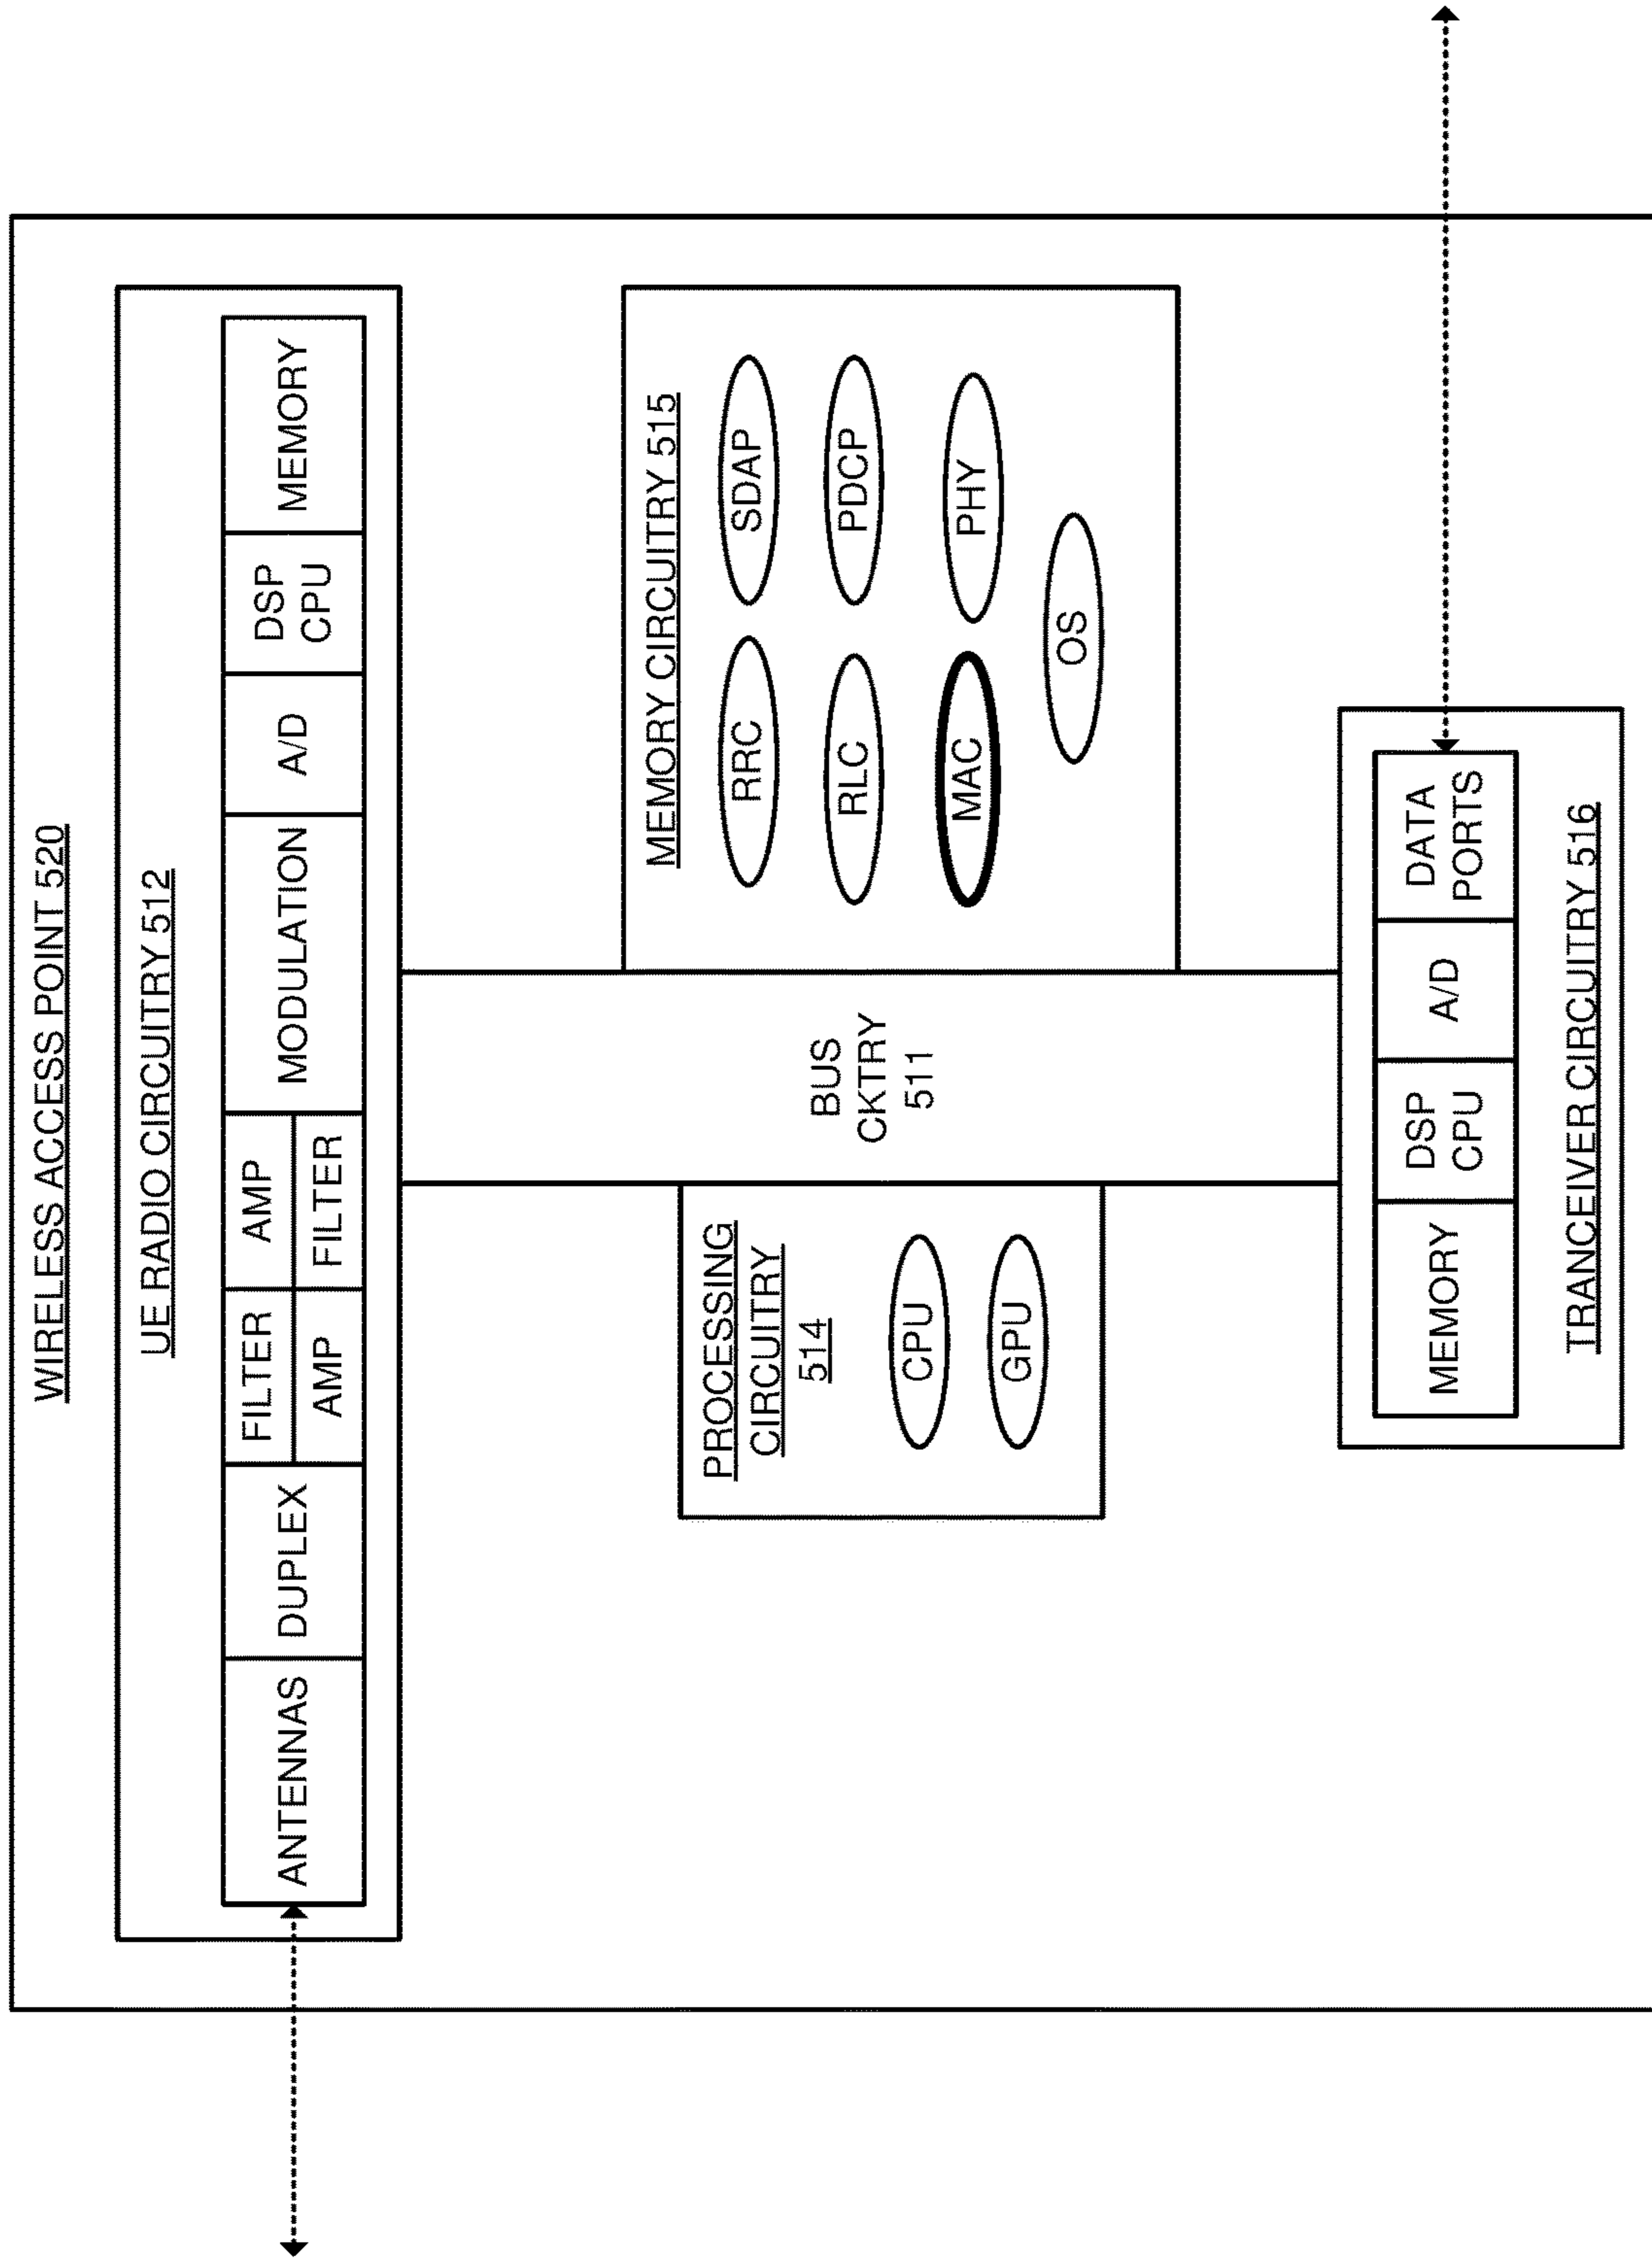 WIRELESS ACCESS POINT 520
UE RADIO CIRCUITRY 512
ANTENNAS
DUPLEX
FILTER
AMP
AMP
FILTER
MODULATION
A/D
DSP
CPU
MEMORY
PROCESSING
CIRCUITRY
514
CPU
GPU
BUS
CKTRY
511
MEMORY CIRCUITRY 515
RRC
SDAP
RLC
PDCP
MAC
PHY
OS
MEMORY
DSP
CPU
A/D
DATA
PORTS
TRANCEIVER CIRCUITRY 516